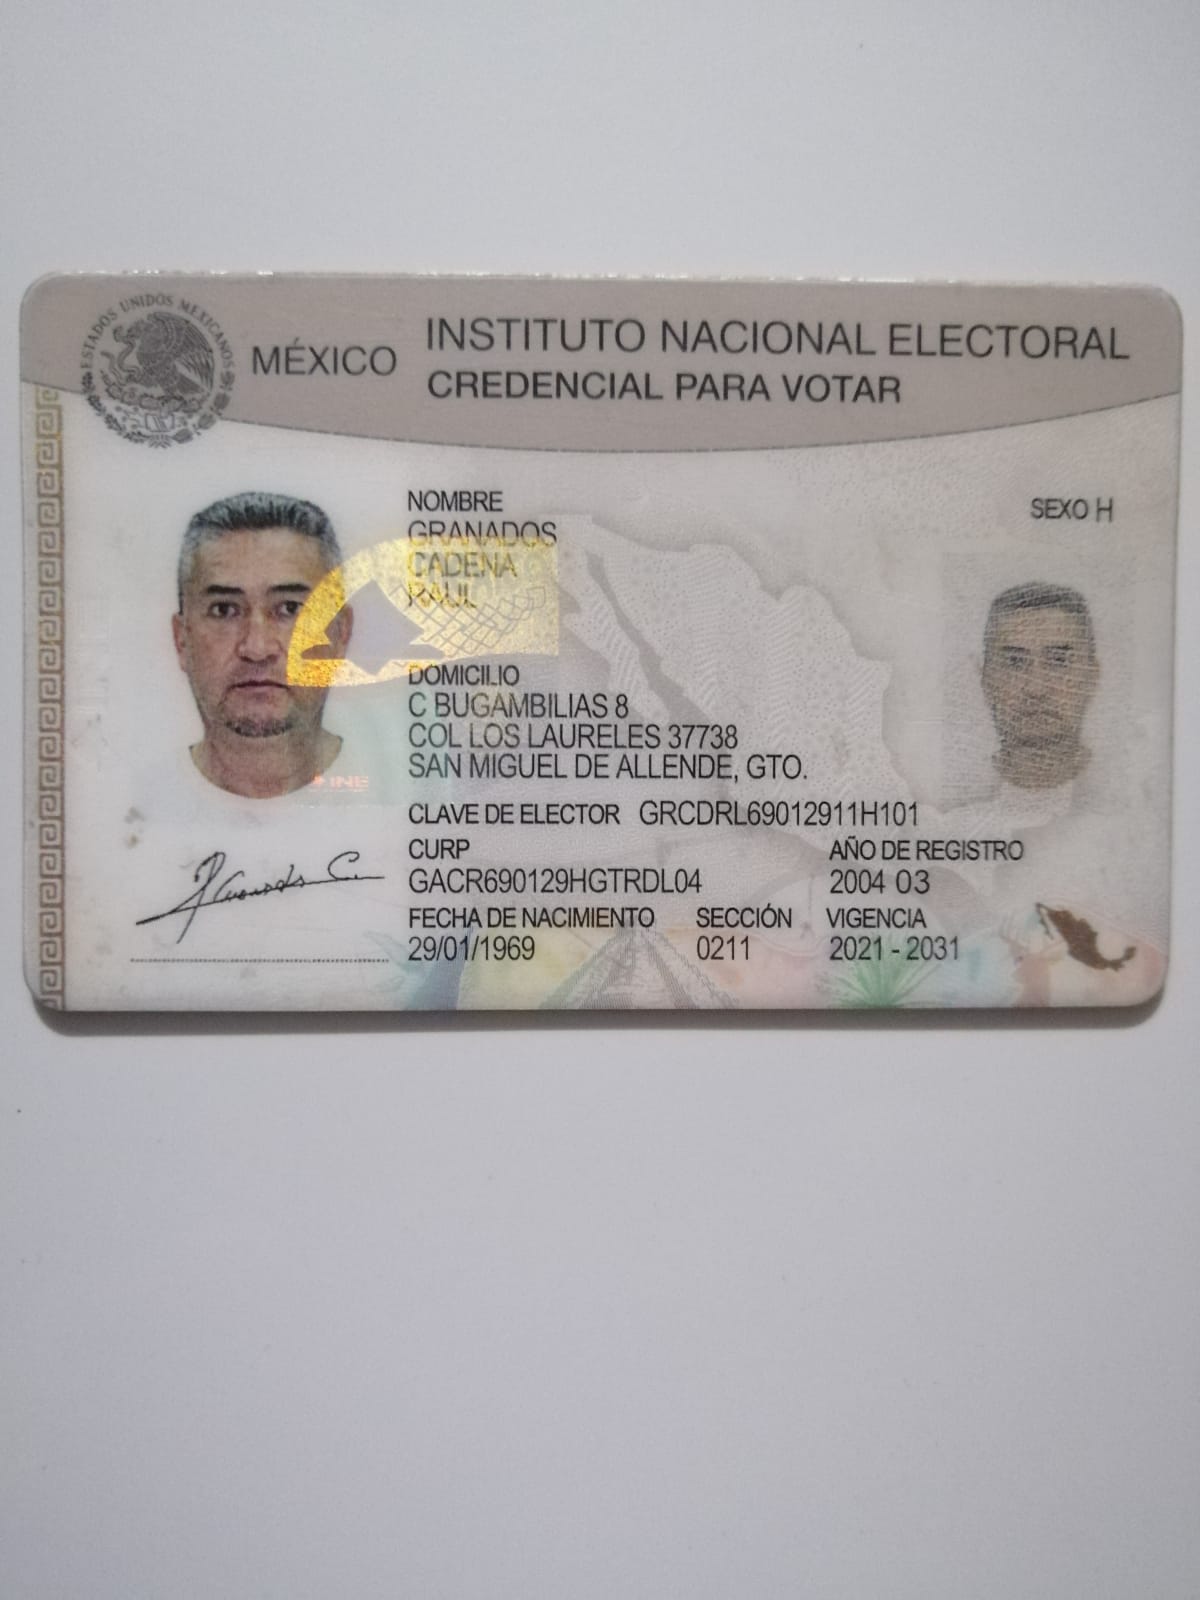 ESTADOS UNIDOS MEXICANOS
MÉXICO
INSTITUTO NACIONAL ELECTORAL
CREDENCIAL PARA VOTAR
NOMBRE
GRANADOS
CADENA
RAUL
SEXO H
DOMICILIO
C BUGAMBILIAS 8
COL LOS LAURELES 37738
SAN MIGUEL DE ALLENDE, GTO.
INE
CLAVE DE ELECTOR GRCDRL69012911H101
CURP
GACR690129HGTRDL04
AÑO DE REGISTRO
2004 03
FECHA DE NACIMIENTO
29/01/1969
SECCIÓN
0211
VIGENCIA
2021 - 2031